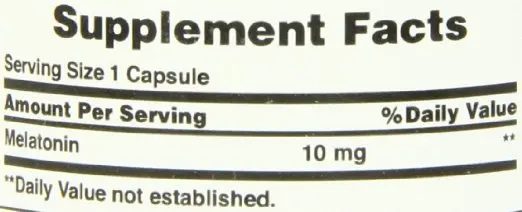 Supplement Facts
Serving Size 1 Capsule
Amount Per Serving %Daily Value
Melatonin 10 mg **
**Daily Value not established.